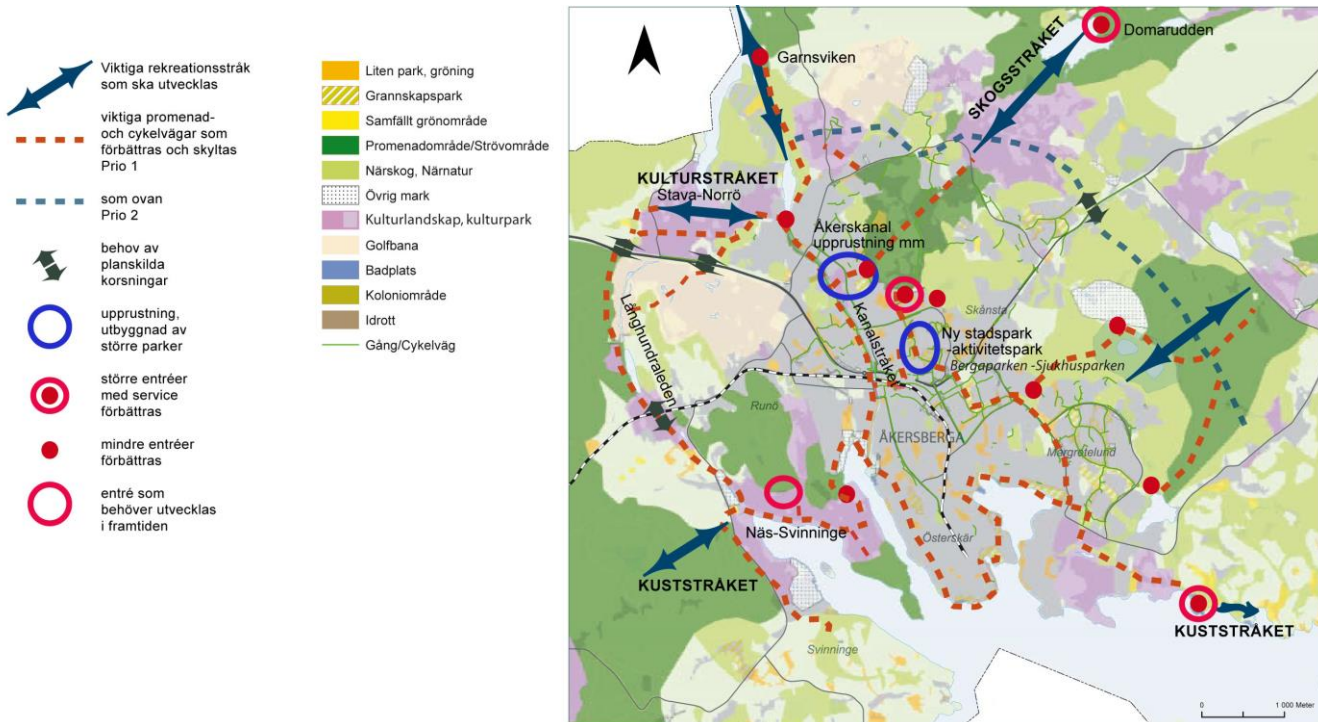 Viktiga rekreationsstråk
som ska utvecklas
viktiga promenad-
och cykelvägar som
förbättras och skyltas
Prio 1
som ovan
Prio 2
behov av
planskilda
korsningar
upprustning,
utbyggnad av
större parker
större entréer
med service
förbättras
mindre entréer
förbättras
entré som
behöver utvecklas
i framtiden
Liten park, gröning
Grannskapspark
Samfällt grönområde
Promenadområde/Strövområde
Närskog, Närnatur
Övrig mark
Kulturlandskap, kulturpark
Golfbana
Badplats
Koloniområde
Idrott
Gång/Cykelväg
Garnsviken
Domarudden
SKOGSSTRÅKET
KULTURSTRÅKET
Stava-Norrö
Åkerskanal
upprustning mm
Långhundraleden
Kanalstråket
Skånsta
Ny stadspark
-aktivitetspark
Bergaparken -Sjukhusparken
Runö
ÅKERSBERGA
Margretelund
Näs-Svinninge
Österskär
KUSTSTRÅKET
KUSTSTRÅKET
Svinninge
0 1 000 Meter